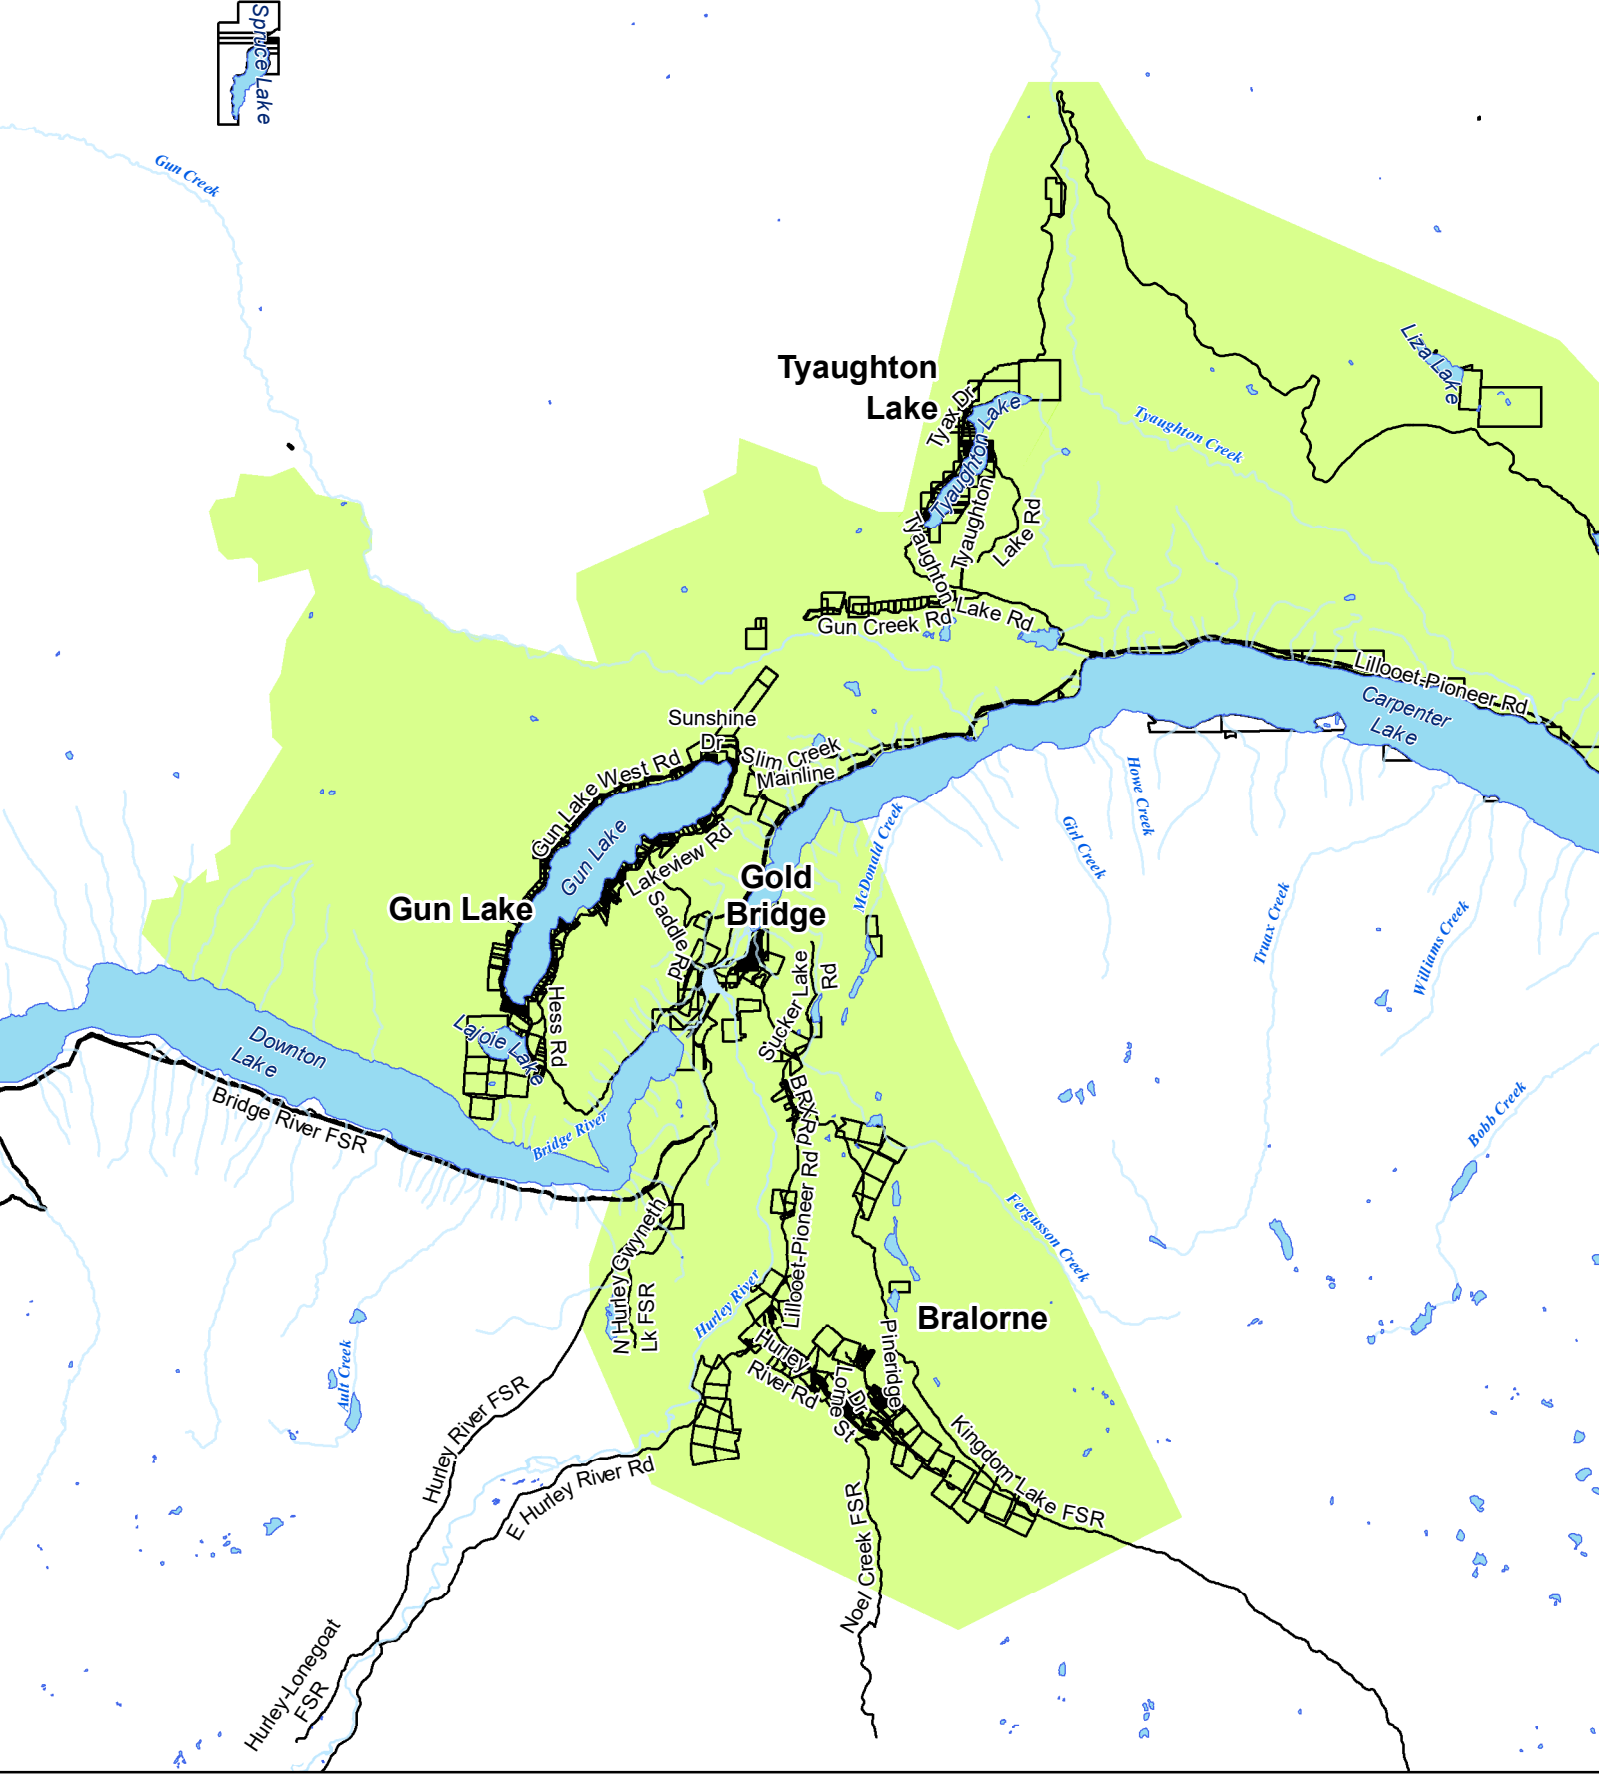 Spruce Lake
Gun Creek
Tyaughton
Lake
Liza Lake
Tyax Dr
Tyaughton Lake
Tyaughton Lake
Tyaughton Creek
Tyaughton
Lake Rd
Tyaughton Lake Rd
Gun Creek Rd
Lillooet-Pioneer Rd
Carpenter
Lake
Sunshine
Dr
Slim Creek
Mainline
Gun Lake West Rd
Gun Lake
Lakeview Rd
Howe Creek
Girl Creek
McDonald Creek
Gold
Bridge
Gun Lake
Saddle Rd
Truax Creek
Williams Creek
Sucker Lake
Rd
Hess Rd
Lajoie Lake
Downton
Lake
Bridge River FSR
Bridge River
BRX Rd
Bobb Creek
Lillooet-Pioneer Rd
Fergusson Creek
N Hurley Gwyneth
Lk FSR
Hurley River
Bralorne
Pineridge
Dr
Hurley
River Rd
Lorne St
Ault Creek
Hurley River FSR
Kingdom Lake FSR
E Hurley River Rd
Noel Creek FSR
Hurley-Lonegoat
FSR